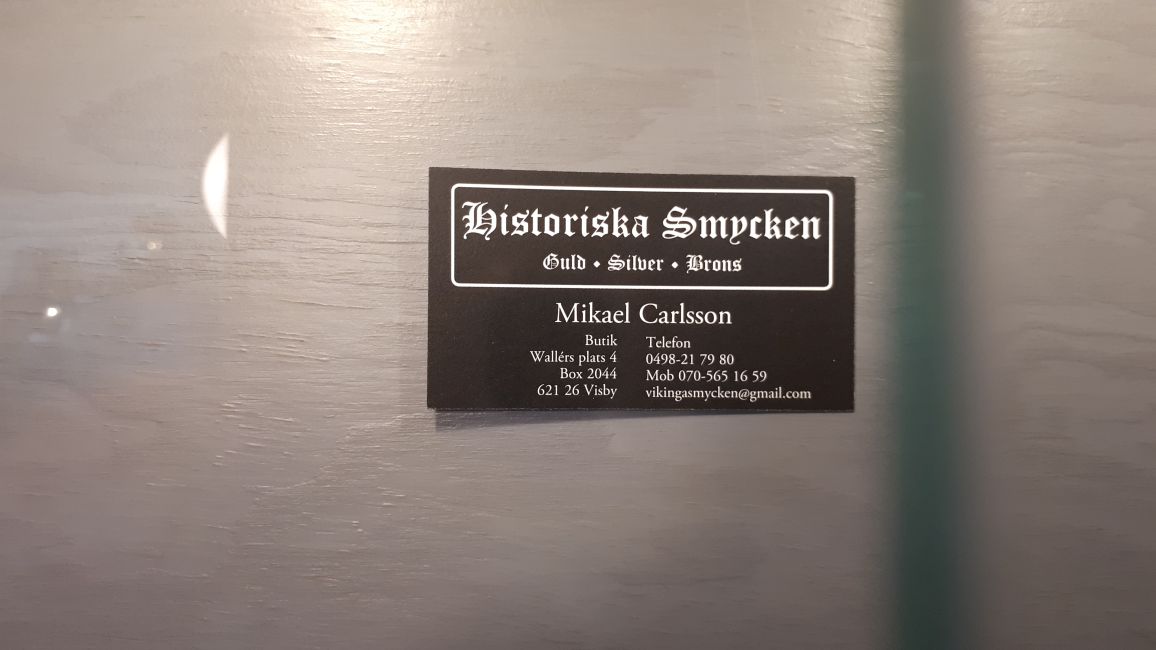 Historiska Smycken
Guld • Silver • Brons
Mikael Carlsson
Butik
Wallérs plats 4
Box 2044
621 26 Visby
Telefon
0498-21 79 80
Mob 070-565 16 59
vikingasmycken@gmail.com